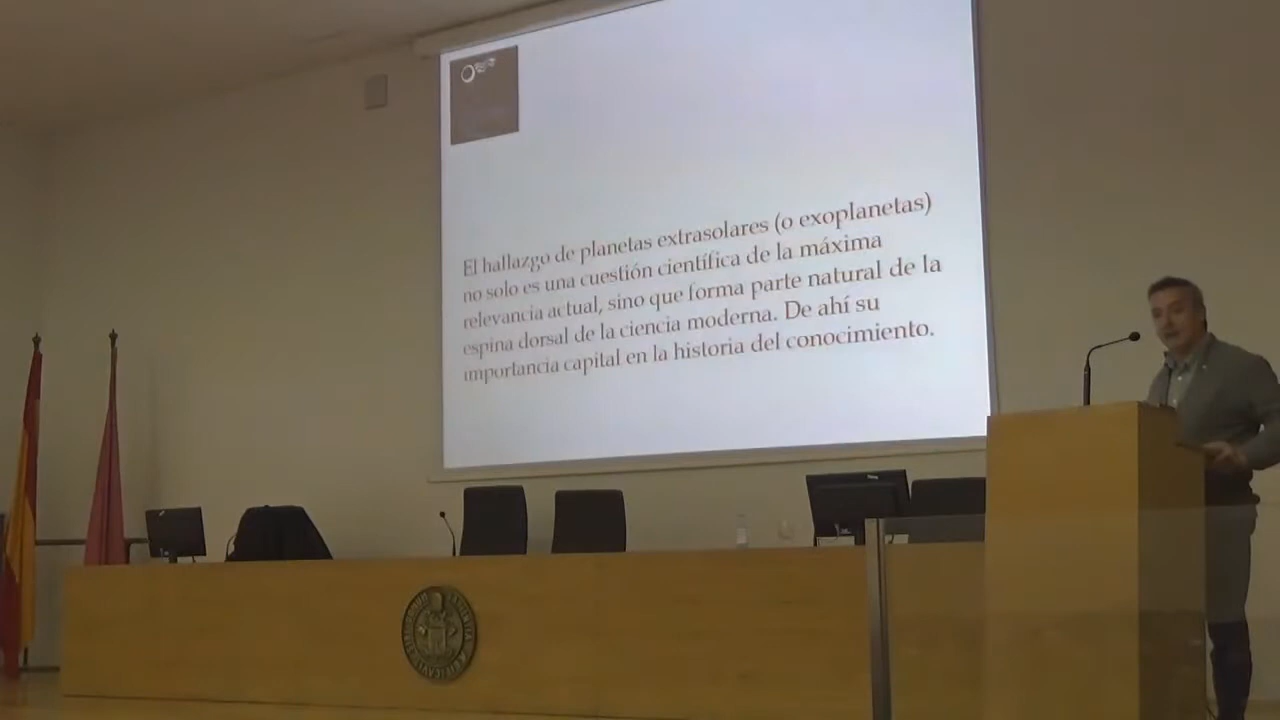 El hallazgo de planetas extrasolares (o exoplanetas)
no solo es una cuestión científica de la máxima
relevancia actual, sino que forma parte natural de la
espina dorsal de la ciencia moderna. De ahí su
importancia capital en la historia del conocimiento.